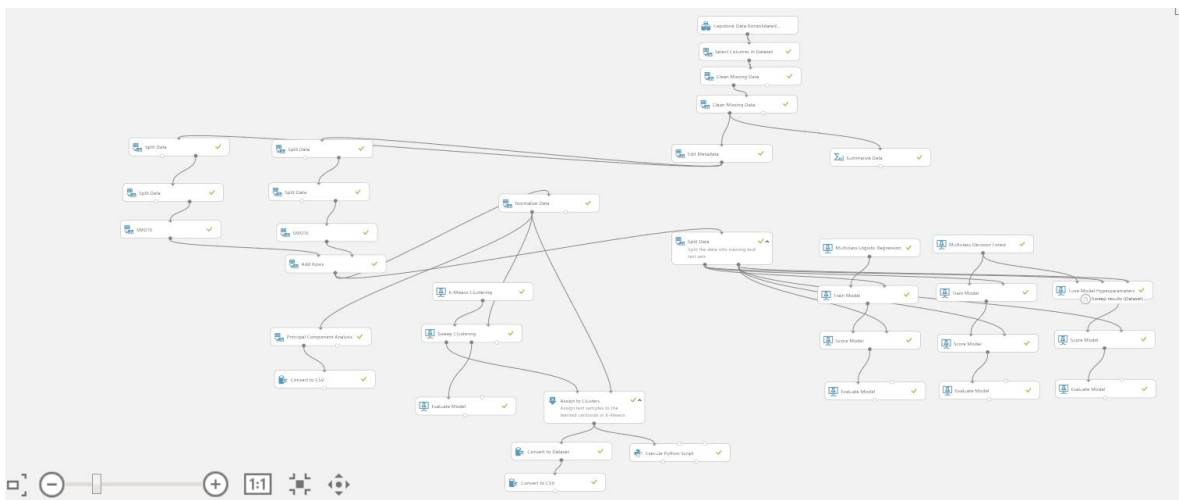 Capstone Data Konsolidated...
Select Columns in Dataset
Clean Missing Data
Clean Missing Data
Split Data
Split Data
Edit Metadata
Summarize Data
Split Data
Split Data
Normalize Data
SMOTE
SMOTE
Split Data
Split the data into training and
test sets
Multiclass Logistic Regression
Multiclass Decision Forest
Add Rows
K-Means Clustering
Train Model
Train Model
Tune Model Hyperparameters
Sweep results (Dataset)
Principal Component Analysis
Sweep Clustering
Score Model
Score Model
Score Model
Convert to CSV
Evaluate Model
Assign to Clusters
Assign test samples to the
learned centroids in K-Means
Evaluate Model
Evaluate Model
Evaluate Model
Convert to Dataset
Execute Python Script
Convert to CSV
1:1